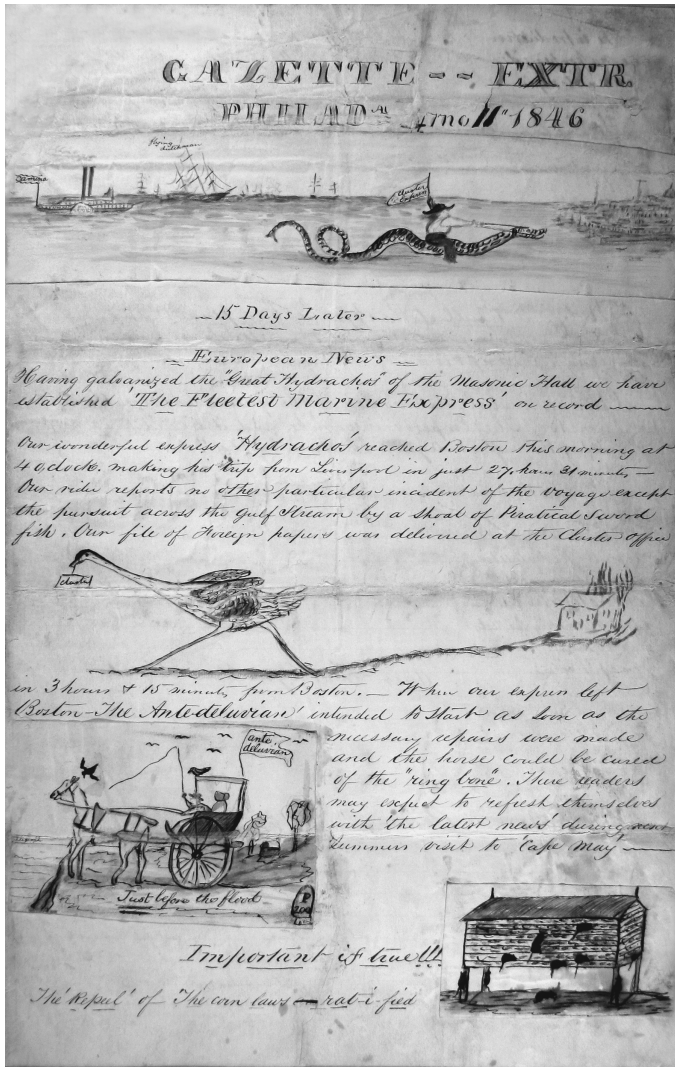 GAZETTE -- EXTR.
PHILAD.A 4mo 11" 1846
flying
dutchman
Cluster
Express
15 Days Later
European News
Having galvanized the "Great Hydrachos" of the Masonic Hall we have
established 'The Fleetest Marine Express' on record
Our wonderful express 'Hydrachos' reached Boston this morning at
4 oclock. making his trip from Liverpool in just 27 hours 31 minutes —
Our rider reports no other particular incident of the voyage except
the pursuit across the gulf stream by a shoal of Piratical Sword
fish. Our file of Foreign papers was delivered at the Cluster office
cluster
in 3 hours & 15 minutes from Boston. — When our express left
Boston - The Ante-deluvian' intended to start as soon as the
necessary repairs were made
and the horse could be cured
of the "ring bone". There readers
may expect to refresh themselves
with 'the latest news' during next
Summers visit to Cape May
ante
deluvian
Just before the flood
P
Important if true!!!
The 'Repeal' of 'The corn laws — rat-i-fied